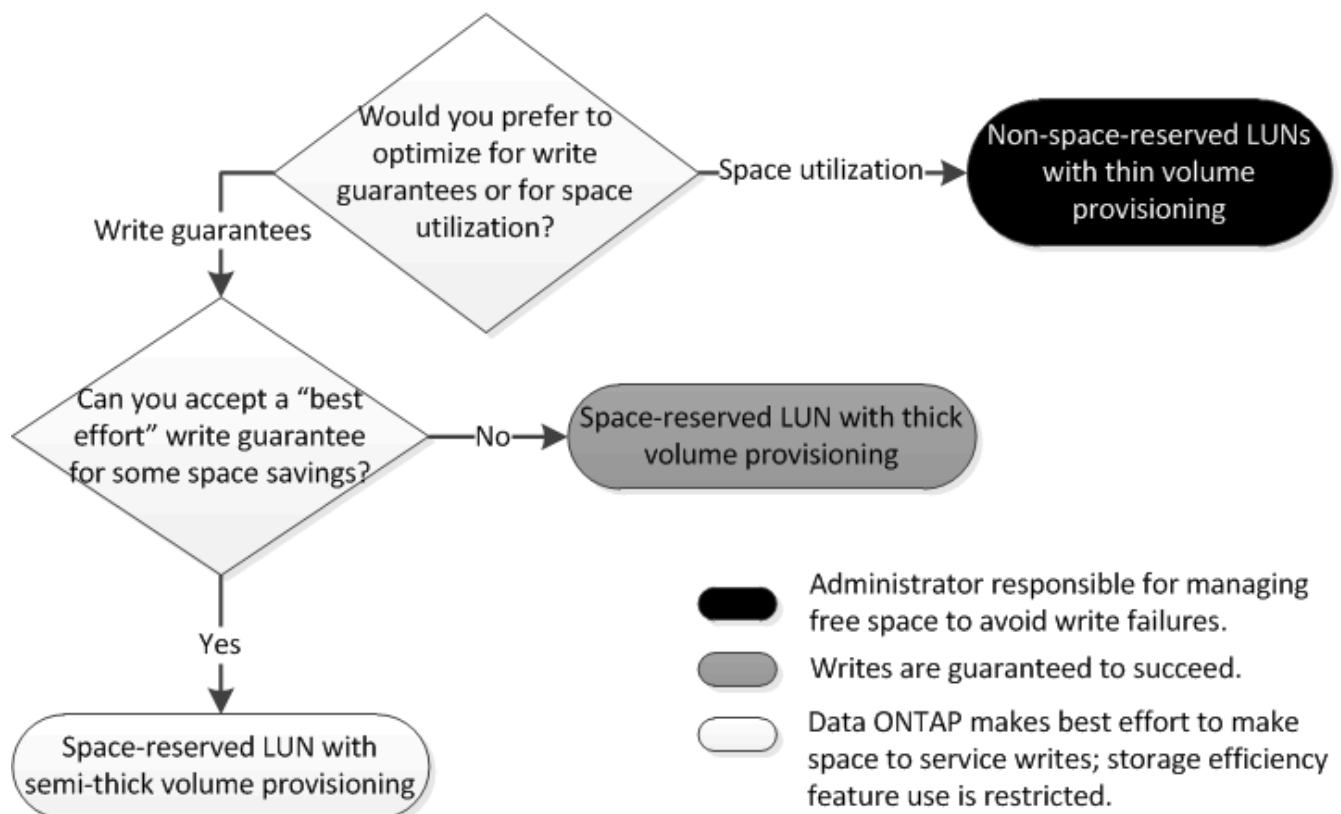 Would you prefer to
optimize for write
guarantees or for space
utilization?
Space utilization
Non-space-reserved LUNs
with thin volume
provisioning
Write guarantees
Can you accept a “best
effort” write guarantee
for some space savings?
No
Space-reserved LUN with thick
volume provisioning
Yes
Space-reserved LUN with
semi-thick volume provisioning
Administrator responsible for managing
free space to avoid write failures.
Writes are guaranteed to succeed.
Data ONTAP makes best effort to make
space to service writes; storage efficiency
feature use is restricted.